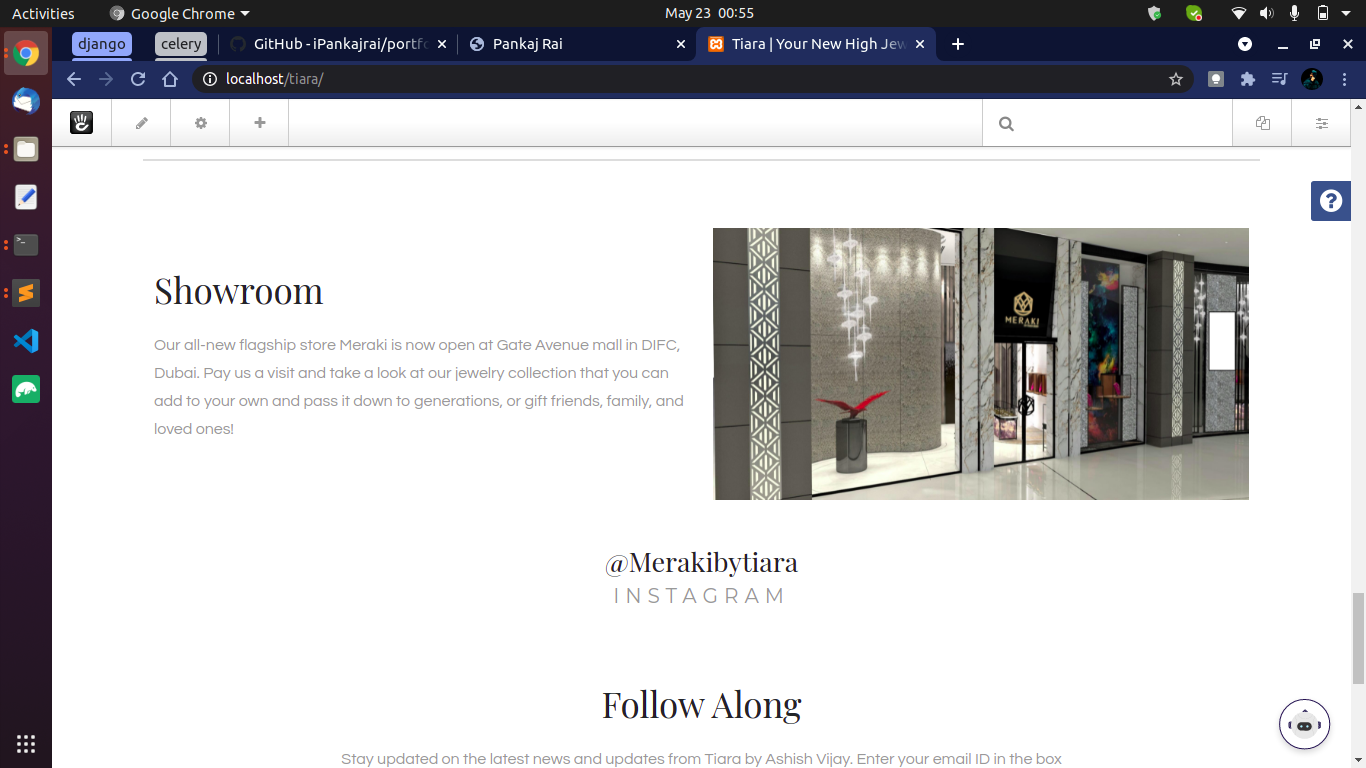 Activities
Google Chrome
May 23 00:55
django
celery
GitHub - iPankajrai/portfo
Pankaj Rai
Tiara | Your New High Jew
localhost/tiara/
Showroom
Our all-new flagship store Meraki is now open at Gate Avenue mall in DIFC,
Dubai. Pay us a visit and take a look at our jewelry collection that you can
add to your own and pass it down to generations, or gift friends, family, and
loved ones!
MERAKI
@Merakibytiara
INSTAGRAM
Follow Along
Stay updated on the latest news and updates from Tiara by Ashish Vijay. Enter your email ID in the box